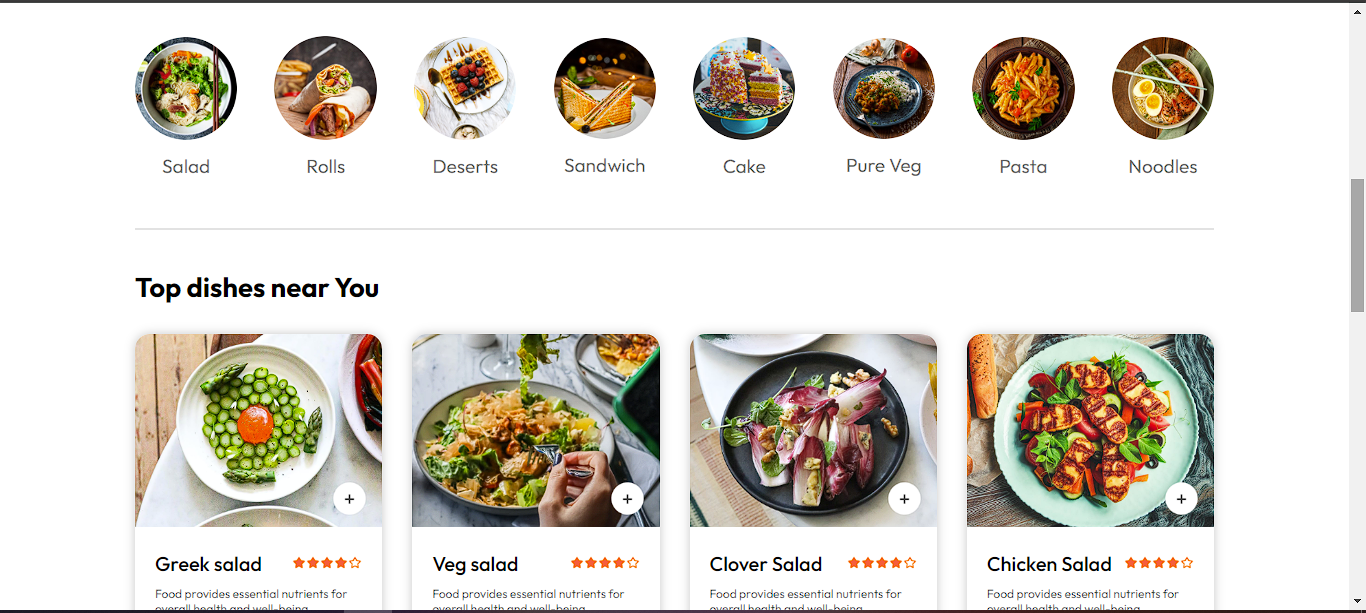 Salad
Rolls
Deserts
Sandwich
Cake
Pure Veg
Pasta
Noodles
Top dishes near You
+
+
+
+
Greek salad
Food provides essential nutrients for
overall health and well-being
Veg salad
Food provides essential nutrients for
overall health and well-being
Clover Salad
Food provides essential nutrients for
overall health and well-being
Chicken Salad
Food provides essential nutrients for
overall health and well-being